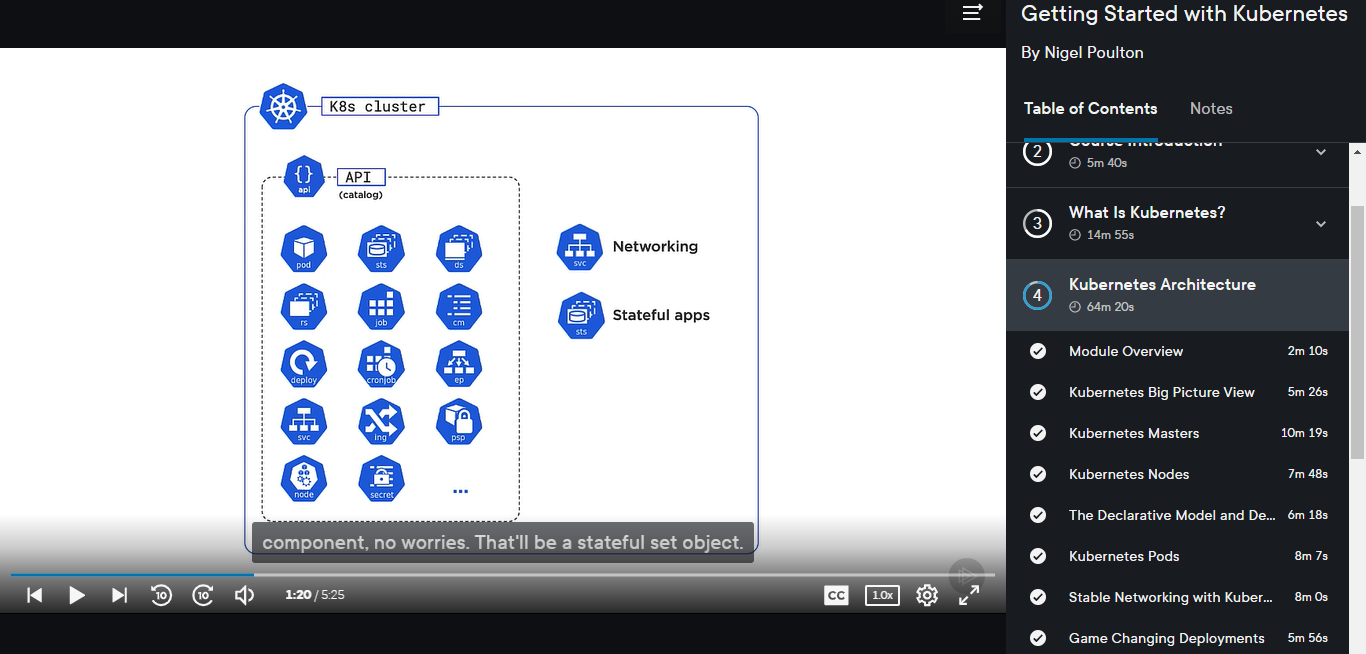 Getting Started with Kubernetes
By Nigel Poulton
Table of Contents
Notes
2
Course Introduction
5m 40s
3
What Is Kubernetes?
14m 55s
4
Kubernetes Architecture
64m 20s
Module Overview
2m 10s
Kubernetes Big Picture View
5m 26s
Kubernetes Masters
10m 19s
Kubernetes Nodes
7m 48s
The Declarative Model and De...
6m 18s
Kubernetes Pods
8m 7s
Stable Networking with Kuber...
8m 0s
Game Changing Deployments
5m 56s
K8s cluster
{}
api
API
(catalog)
pod
sts
ds
rs
job
cm
deploy
cronjob
ep
svc
ing
psp
node
secret
...
svc
Networking
sts
Stateful apps
component, no worries. That'll be a stateful set object.
10
10
1:20 / 5:25
CC
1.0x